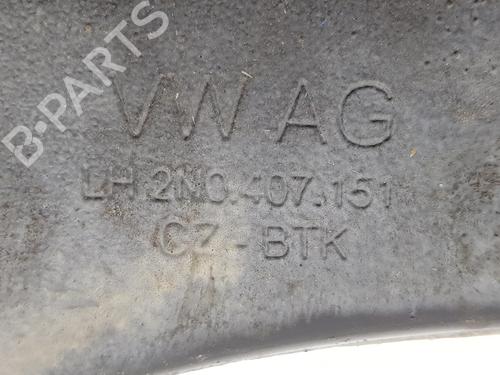 B-PARTS
VW AG
LH 2N0.407.151
CZ - BTK